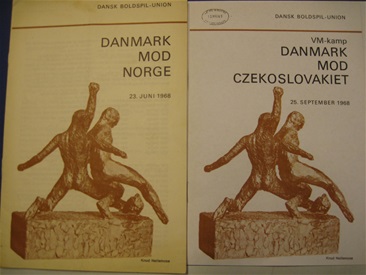 DANSK BOLDSPIL-UNION
DANMARK
MOD
NORGE
23. JUNI 1968
DANSK BOLDSPIL-UNION
VM-kamp
DANMARK
MOD
CZEKOSLOVAKIET
25. SEPTEMBER 1968